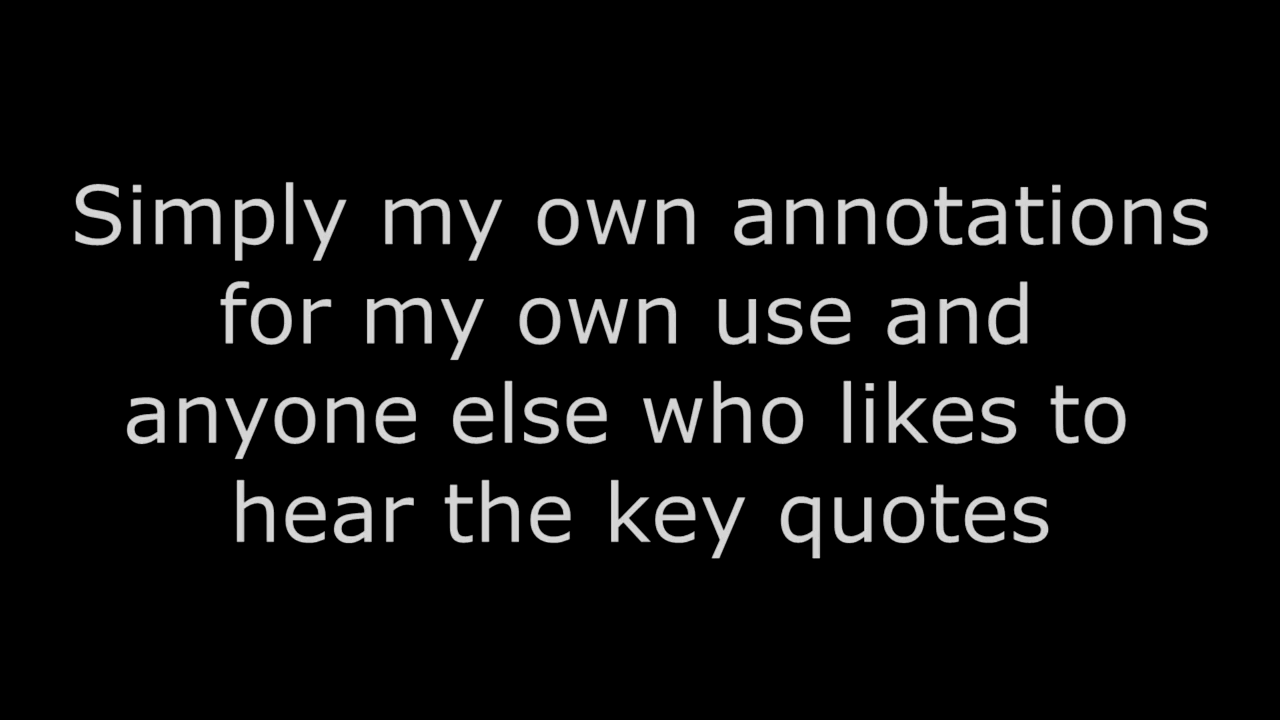 Simply my own annotations
for my own use and
anyone else who likes to
hear the key quotes